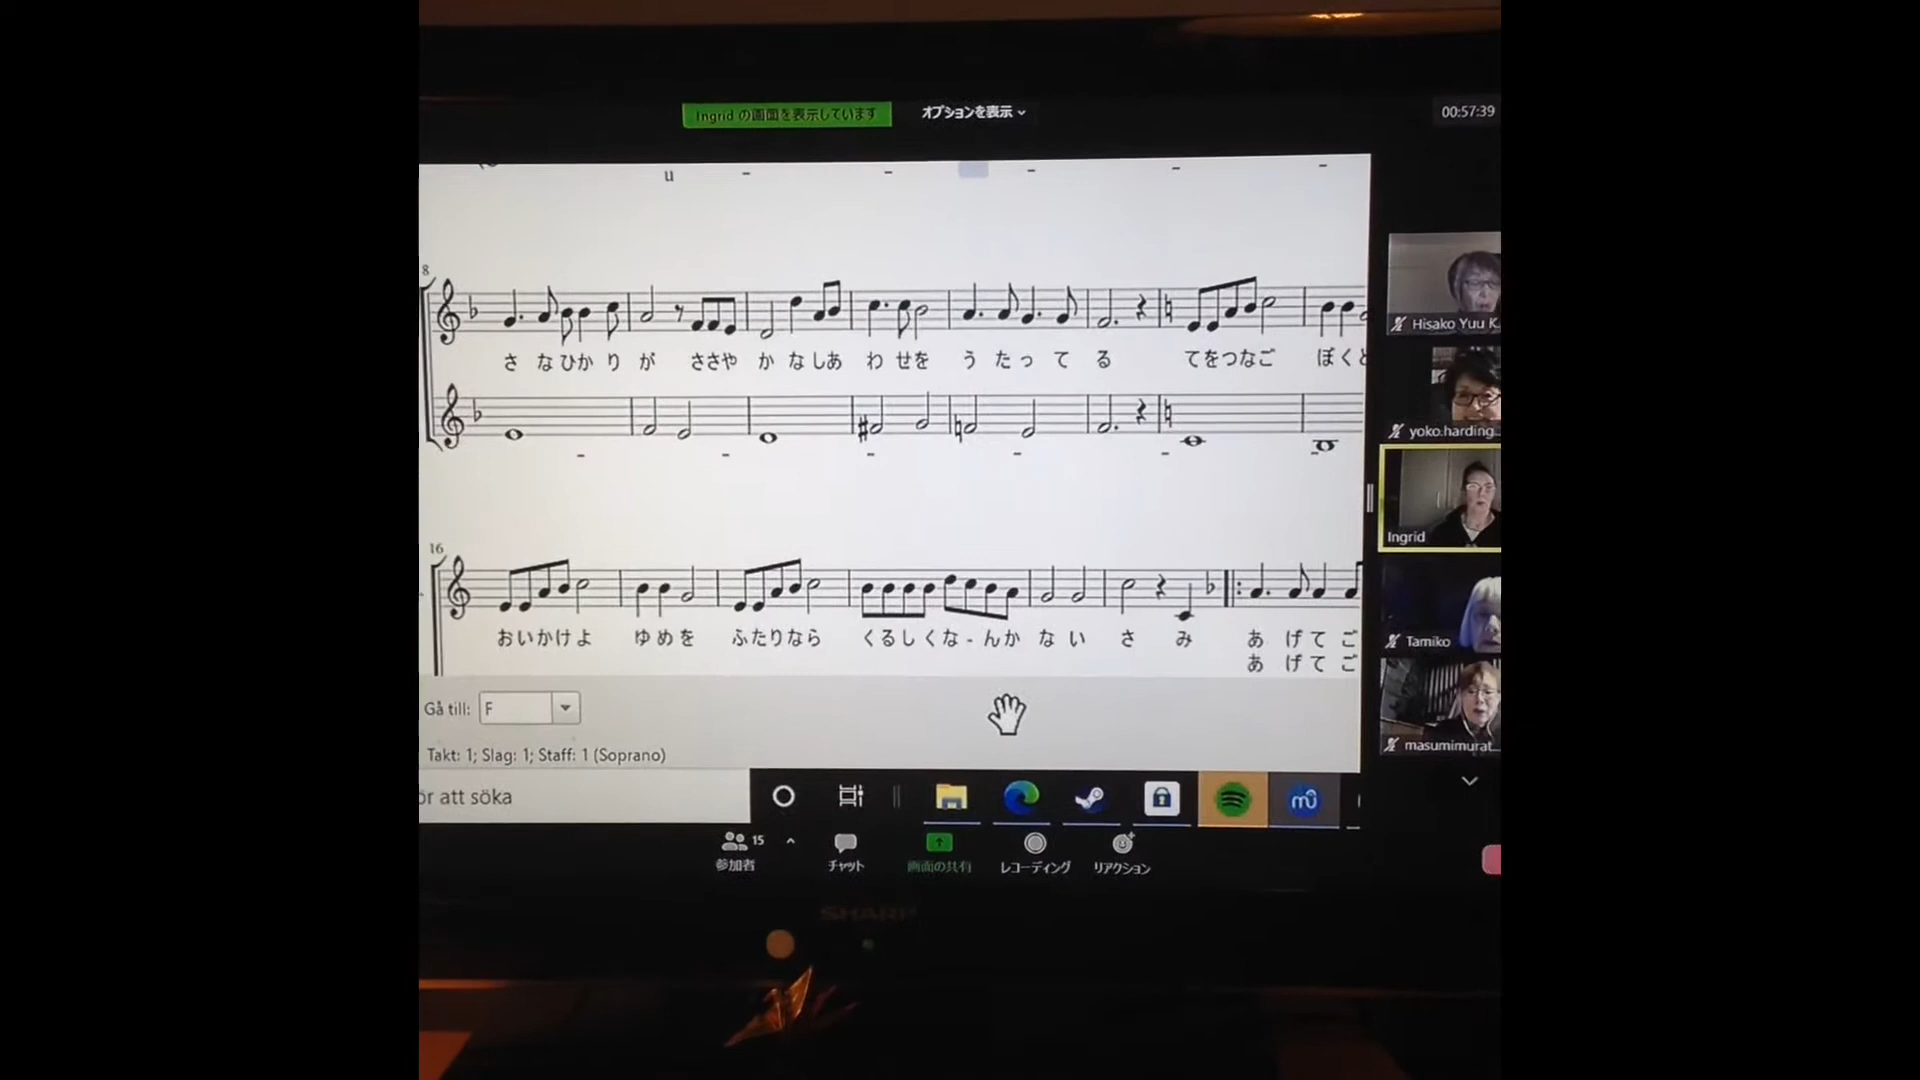 Ingrid の画面を表示しています オプションを表示
00:57:39
u - - - - -
8
さ なひか り が ささや か なしあ わ せを う たっ て る てをつなご ぼくと
- - - - - -
Hisako Yuu K.
yoko.harding...
Ingrid
16
おいかけよ ゆめを ふたりなら くるしくな-んか ない さ み あ げて ご
あ げて ご
Tamiko
masumimurat...
Gå till: F
Takt: 1; Slag: 1; Staff: 1 (Soprano)
ör att söka
15
参加者 チャット 画面の共有 レコーディング リアクション
SHARP